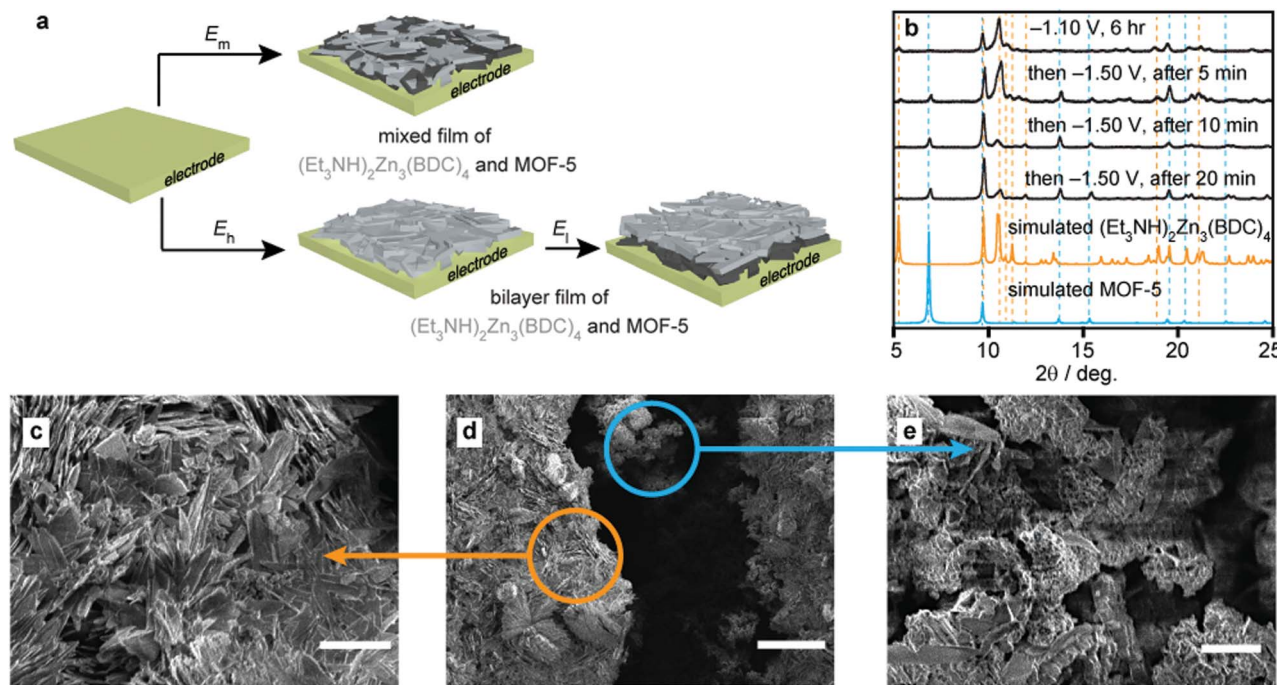 a
E_m
electrode
electrode
mixed film of
(Et₃NH)₂Zn₃(BDC)₄ and MOF-5
E_h
electrode
E_l
electrode
bilayer film of
(Et₃NH)₂Zn₃(BDC)₄ and MOF-5
b
–1.10 V, 6 hr
then –1.50 V, after 5 min
then –1.50 V, after 10 min
then –1.50 V, after 20 min
simulated (Et₃NH)₂Zn₃(BDC)₄
simulated MOF-5
5 10 15 20 25
2θ / deg.
c
d
e